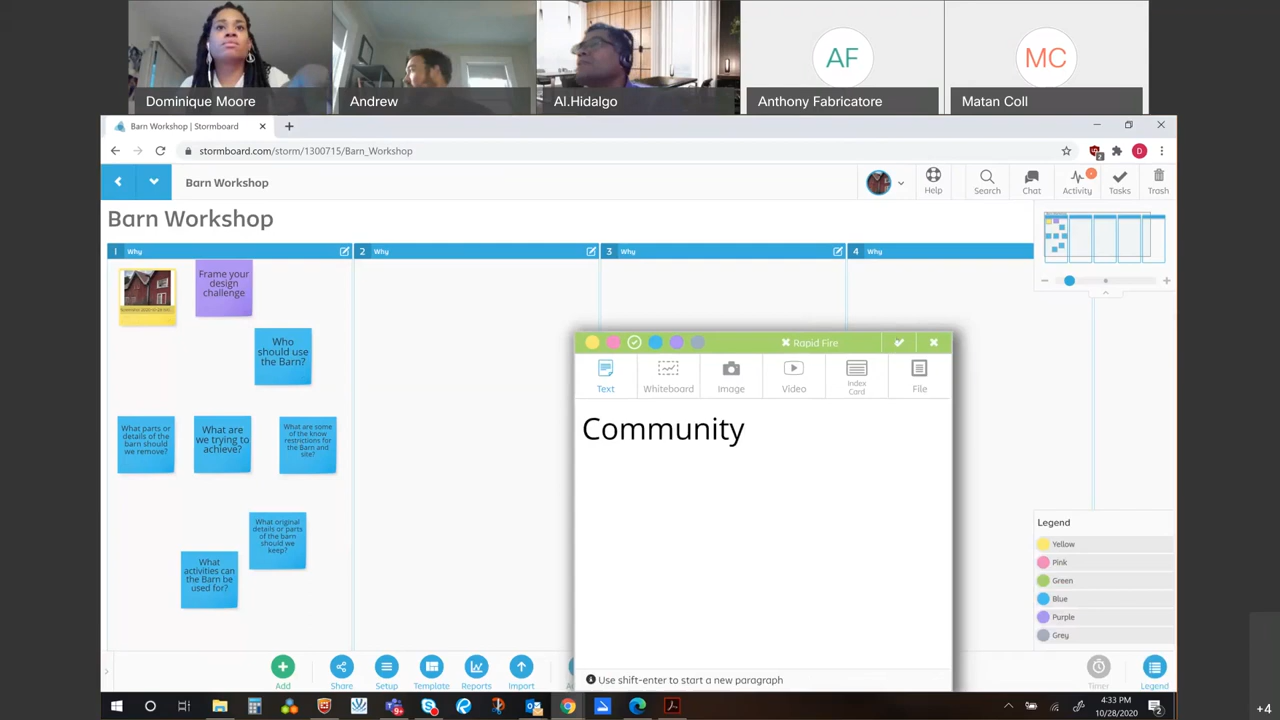 AF
MC
Dominique Moore
Andrew
Al.Hidalgo
Anthony Fabricatore
Matan Coll
Barn Workshop | Stormboard
stormboard.com/storm/1300715/Barn_Workshop
2
D
Barn Workshop
Help
Search
Chat
Activity
Tasks
Trash
Barn Workshop
1 Why
2 Why
3 Why
4 Why
Frame your
design
challenge
Who
should use
the Barn?
What parts or
details of the
barn should
we remove?
What are
we trying to
achieve?
What are some
of the know
restrictions for
the Barn and
site?
What original
details or parts
of the barn
should we
keep?
What
activities can
the Barn be
used for?
Rapid Fire
Text
Whiteboard
Image
Video
Index
Card
File
Community
Use shift-enter to start a new paragraph
Legend
Yellow
Pink
Green
Blue
Purple
Grey
Add
Share
Setup
Template
Reports
Import
Timer
Legend
4:33 PM
10/28/2020
2
+4